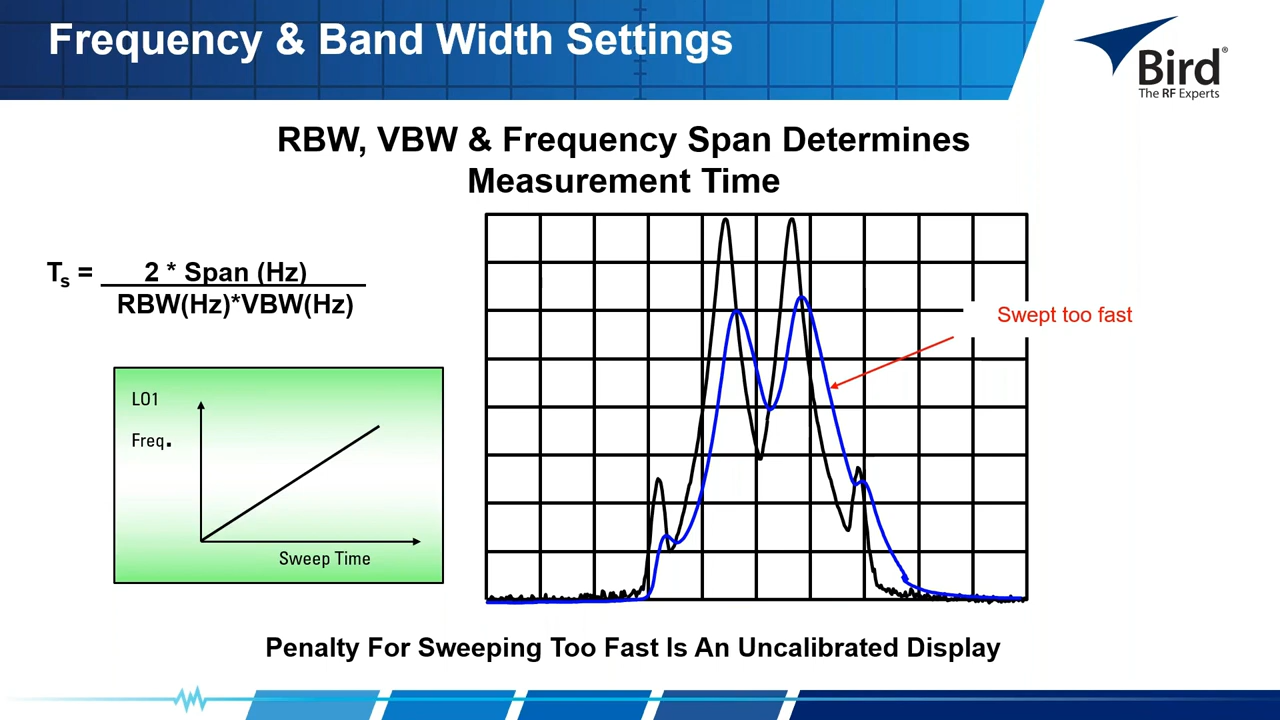 Frequency & Band Width Settings
Bird®
The RF Experts
RBW, VBW & Frequency Span Determines
Measurement Time
Ts = 2 * Span (Hz)
RBW(Hz)*VBW(Hz)
Swept too fast
LO1
Freq.
Sweep Time
Penalty For Sweeping Too Fast Is An Uncalibrated Display